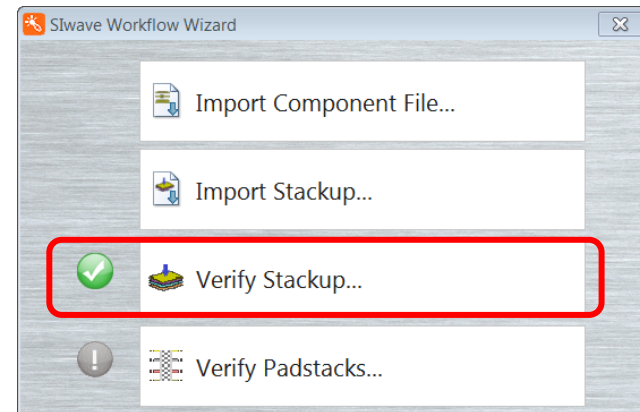 SIwave Workflow Wizard
Import Component File...
Import Stackup...
Verify Stackup...
Verify Padstacks...